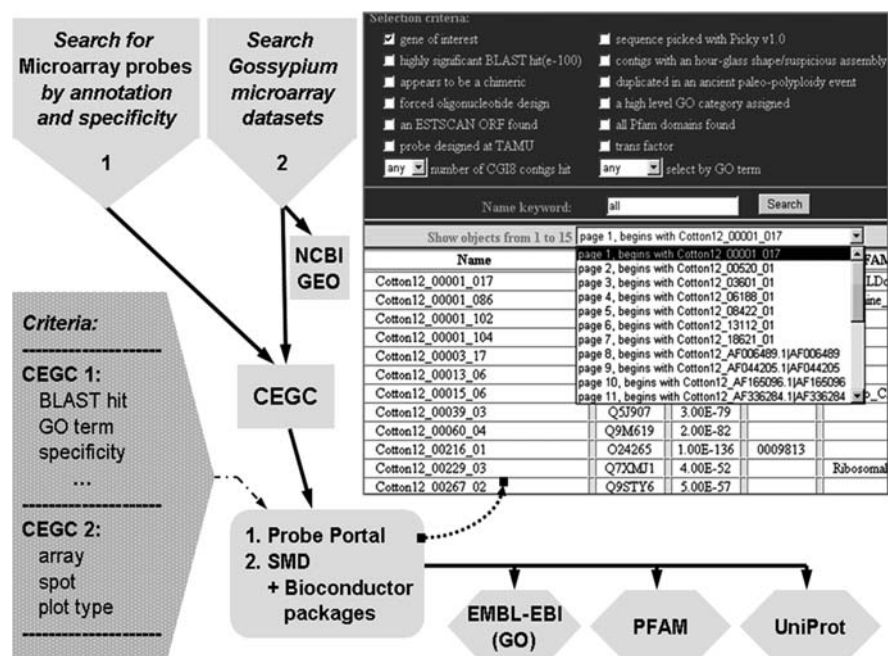 Search for
Microarray probes
by annotation
and specificity
1
Search
Gossypium
microarray
datasets
2
NCBI
GEO
CEGC
Criteria:
CEGC 1:
BLAST hit
GO term
specificity
...
CEGC 2:
array
spot
plot type
1. Probe Portal
2. SMD
+ Bioconductor
packages
EMBL-EBI
(GO)
PFAM
UniProt
Selection criteria:
gene of interest
sequence picked with Picky v1.0
highly significant BLAST hit(e-100)
contigs with an hour-glass shape/suspicious assembly
appears to be a chimeric
duplicated in an ancient paleo-polyploidy event
forced oligonucleotide design
a high level GO category assigned
an ESTSCAN ORF found
all Pfam domains found
probe designed at TAMU
trans factor
any number of CGI8 contigs hit
any select by GO term
Name keyword: all Search
Show objects from 1 to 15 page 1, begins with Cotton12_00001_017
page 1, begins with Cotton12_00001_017
page 2, begins with Cotton12_00520_01
page 3, begins with Cotton12_03601_01
page 4, begins with Cotton12_06188_01
page 5, begins with Cotton12_08422_01
page 6, begins with Cotton12_13112_01
page 7, begins with Cotton12_18621_01
page 8, begins with Cotton12_AF006489.1|AF006489
page 9, begins with Cotton12_AF044205.1|AF044205
page 10, begins with Cotton12_AF165096.1|AF165096
page 11, begins with Cotton12_AF336284.1|AF336284
Name
Cotton12_00001_017
Cotton12_00001_086
Cotton12_00001_102
Cotton12_00001_104
Cotton12_00003_17
Cotton12_00013_06
Cotton12_00015_06
Cotton12_00039_03 Q5J907 3.00E-79
Cotton12_00060_04 Q9M619 2.00E-82
Cotton12_00216_01 O24265 1.00E-136 0009813
Cotton12_00229_03 Q7XMJ1 4.00E-52 Ribosomal
Cotton12_00267_02 Q9STY6 5.00E-57